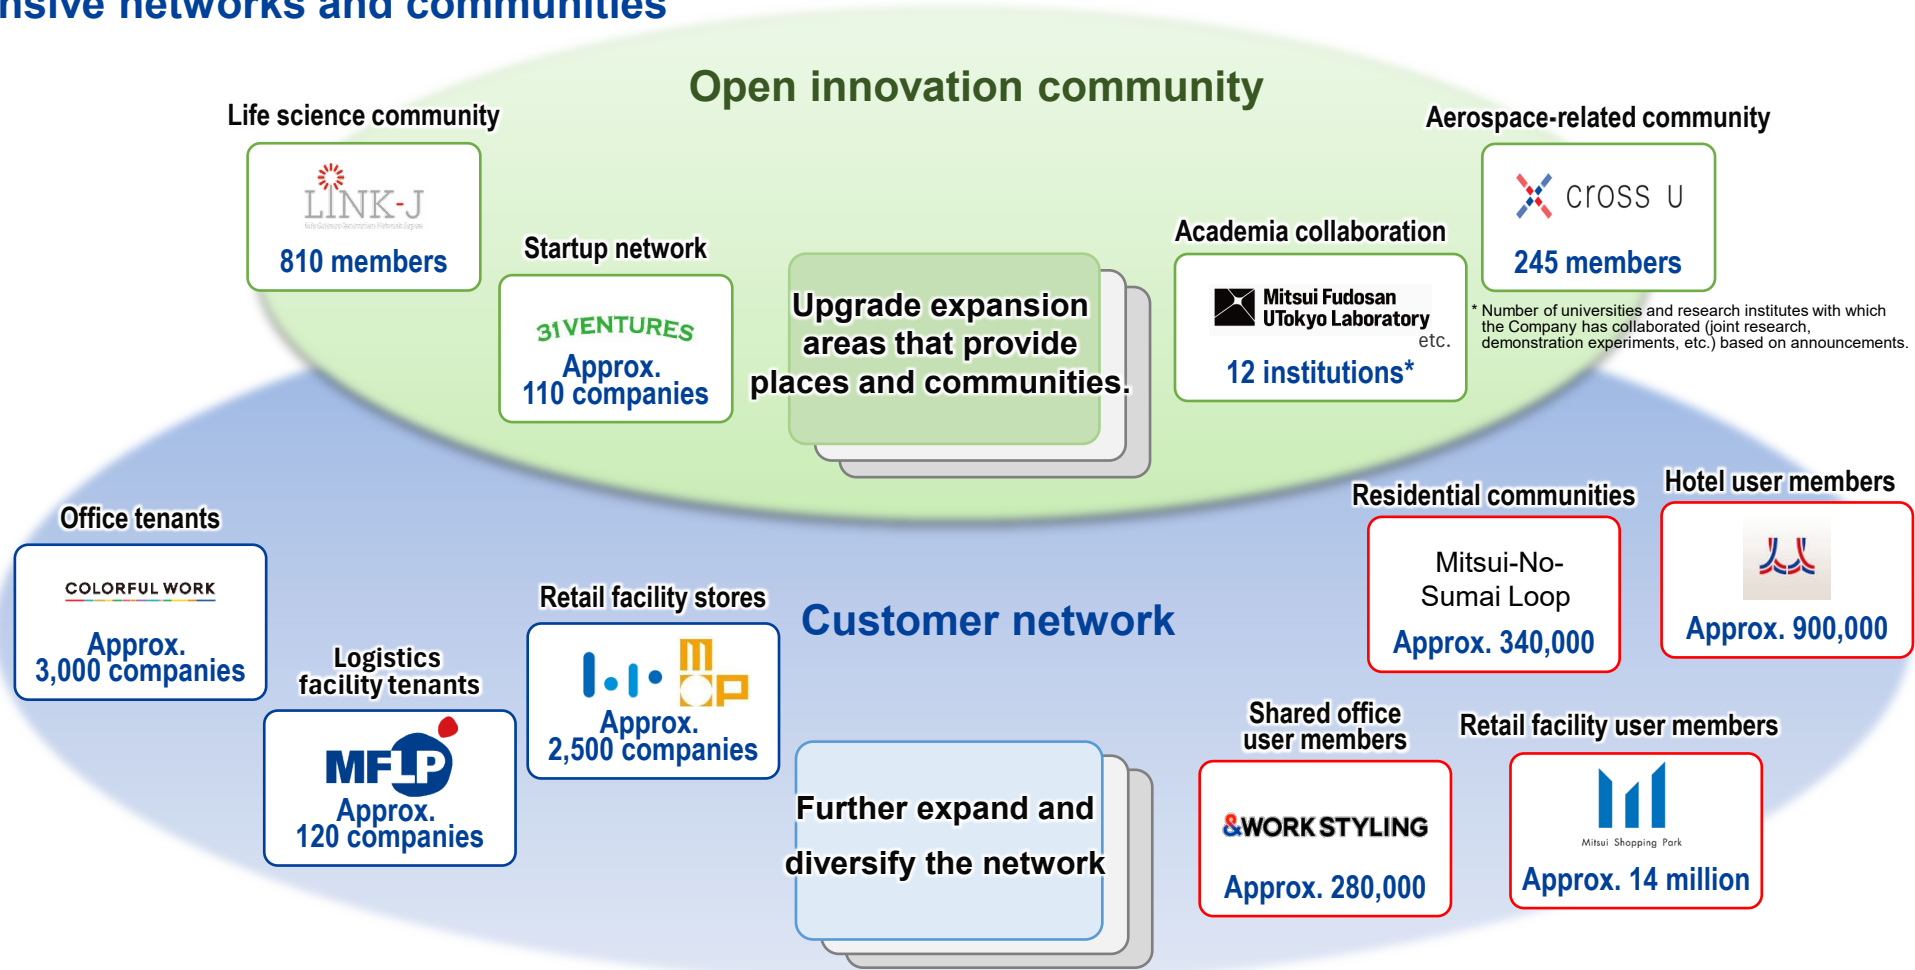 nsive networks and communities
Open innovation community
Life science community
LINK-J
810 members
Startup network
31VENTURES
Approx.
110 companies
Upgrade expansion
areas that provide
places and communities.
Academia collaboration
Mitsui Fudosan
UTokyo Laboratory
etc.
12 institutions*
Aerospace-related community
cross U
245 members
* Number of universities and research institutes with which
the Company has collaborated (joint research,
demonstration experiments, etc.) based on announcements.
Customer network
Office tenants
COLORFUL WORK
Approx.
3,000 companies
Logistics
facility tenants
MFLP
Approx.
120 companies
Retail facility stores
mop
Approx.
2,500 companies
Further expand and
diversify the network
Residential communities
Mitsui-No-
Sumai Loop
Approx. 340,000
Hotel user members
Approx. 900,000
Shared office
user members
&WORK STYLING
Approx. 280,000
Retail facility user members
Mitsui Shopping Park
Approx. 14 million